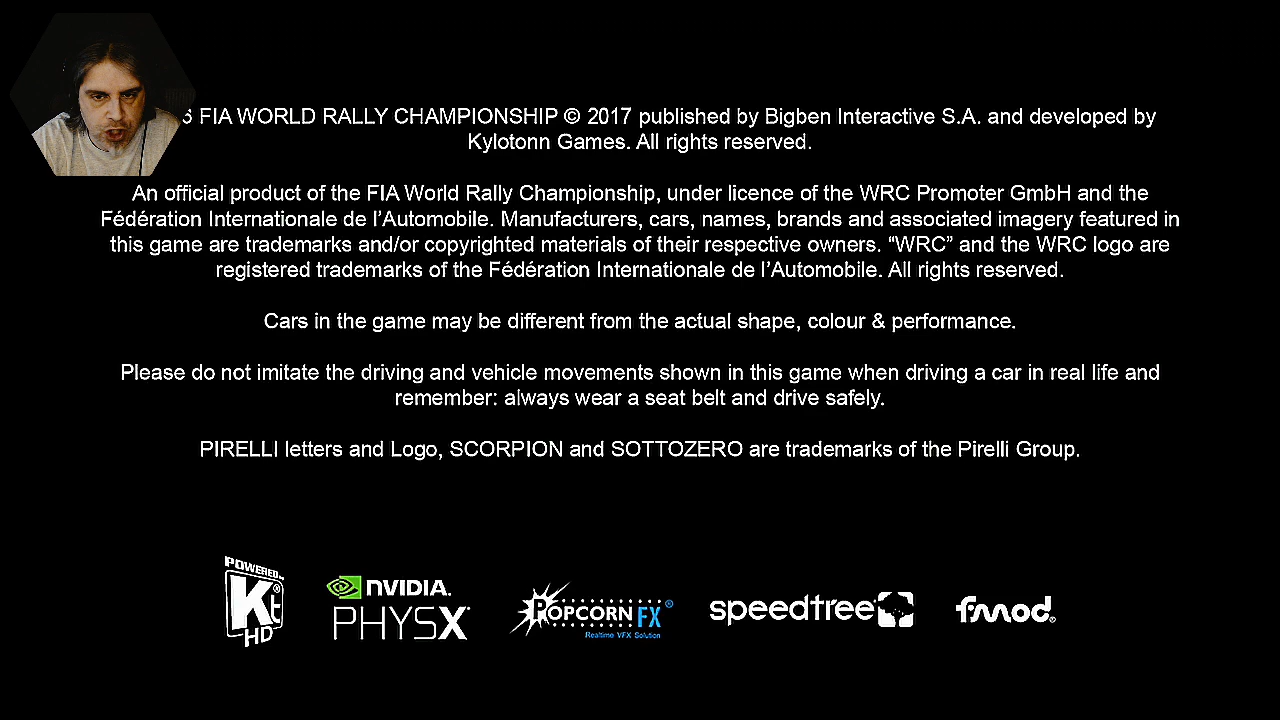 FIA WORLD RALLY CHAMPIONSHIP © 2017 published by Bigben Interactive S.A. and developed by
Kylotonn Games. All rights reserved.
An official product of the FIA World Rally Championship, under licence of the WRC Promoter GmbH and the
Fédération Internationale de l’Automobile. Manufacturers, cars, names, brands and associated imagery featured in
this game are trademarks and/or copyrighted materials of their respective owners. “WRC” and the WRC logo are
registered trademarks of the Fédération Internationale de l’Automobile. All rights reserved.
Cars in the game may be different from the actual shape, colour & performance.
Please do not imitate the driving and vehicle movements shown in this game when driving a car in real life and
remember: always wear a seat belt and drive safely.
PIRELLI letters and Logo, SCORPION and SOTTOZERO are trademarks of the Pirelli Group.
POWERED
Kt®
HD
NVIDIA.
PHYSX
POPCORN FX®
Realtime VFX Solution
speedtree
fmod®